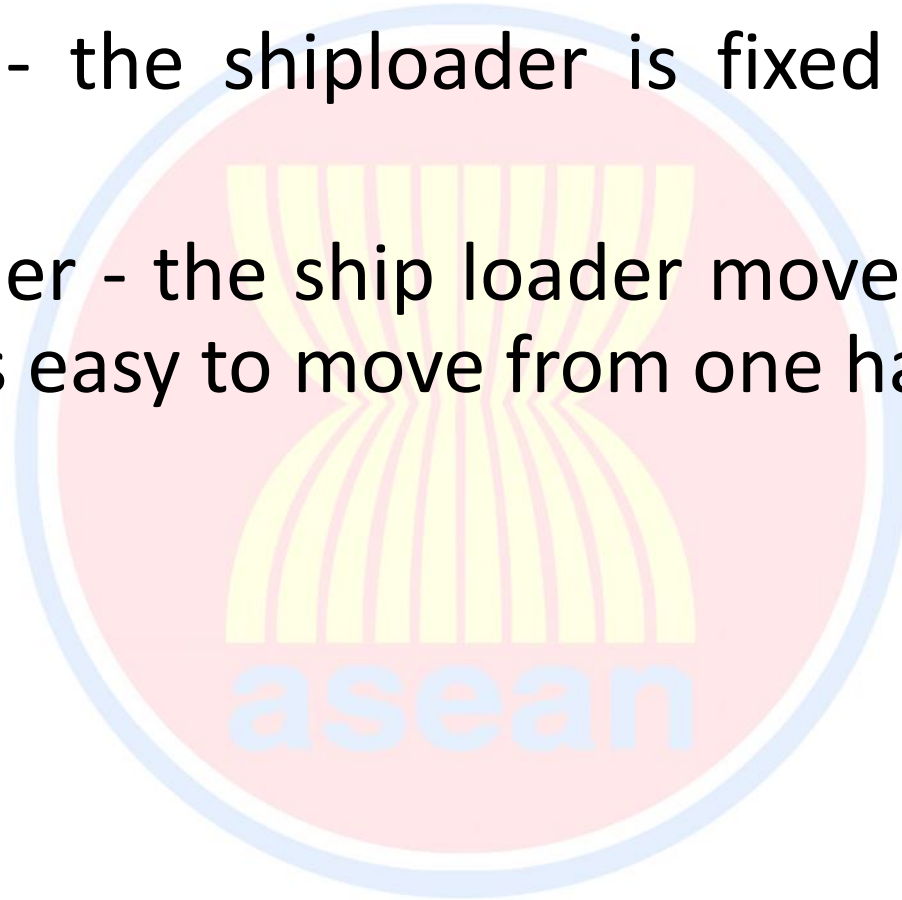 - the shiploader is fixed
er - the ship loader move
s easy to move from one ha
asean